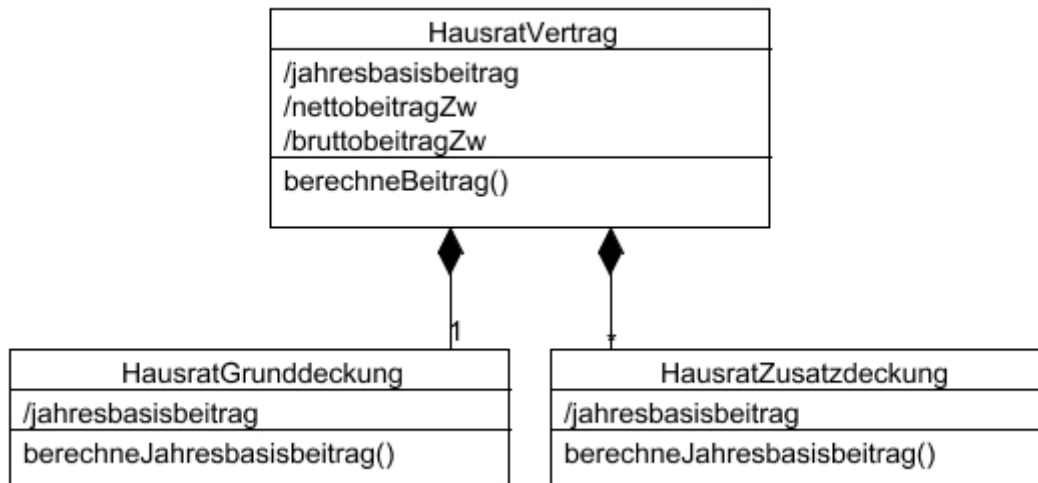 HausratVertrag
/jahresbasisbeitrag
/nettobeitragZw
/bruttobeitragZw
berechneBeitrag()
1
*
HausratGrunddeckung
/jahresbasisbeitrag
berechneJahresbasisbeitrag()
HausratZusatzdeckung
/jahresbasisbeitrag
berechneJahresbasisbeitrag()